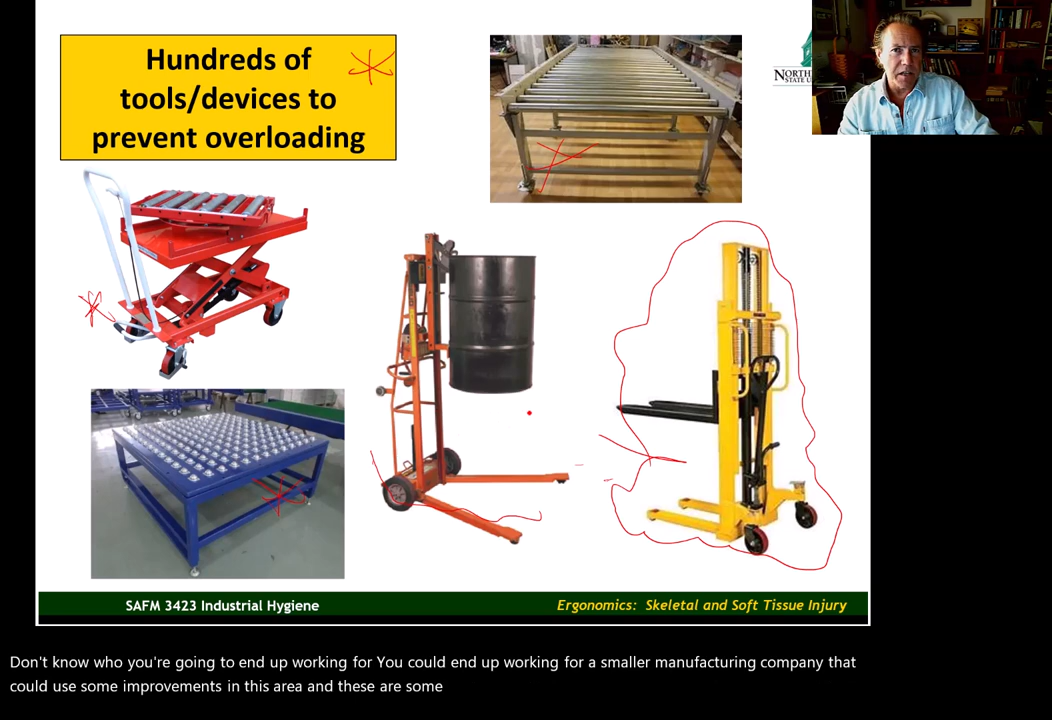 Hundreds of
tools/devices to
prevent overloading
SAFM 3423 Industrial Hygiene
Ergonomics: Skeletal and Soft Tissue Injury
Don't know who you're going to end up working for You could end up working for a smaller manufacturing company that
could use some improvements in this area and these are some